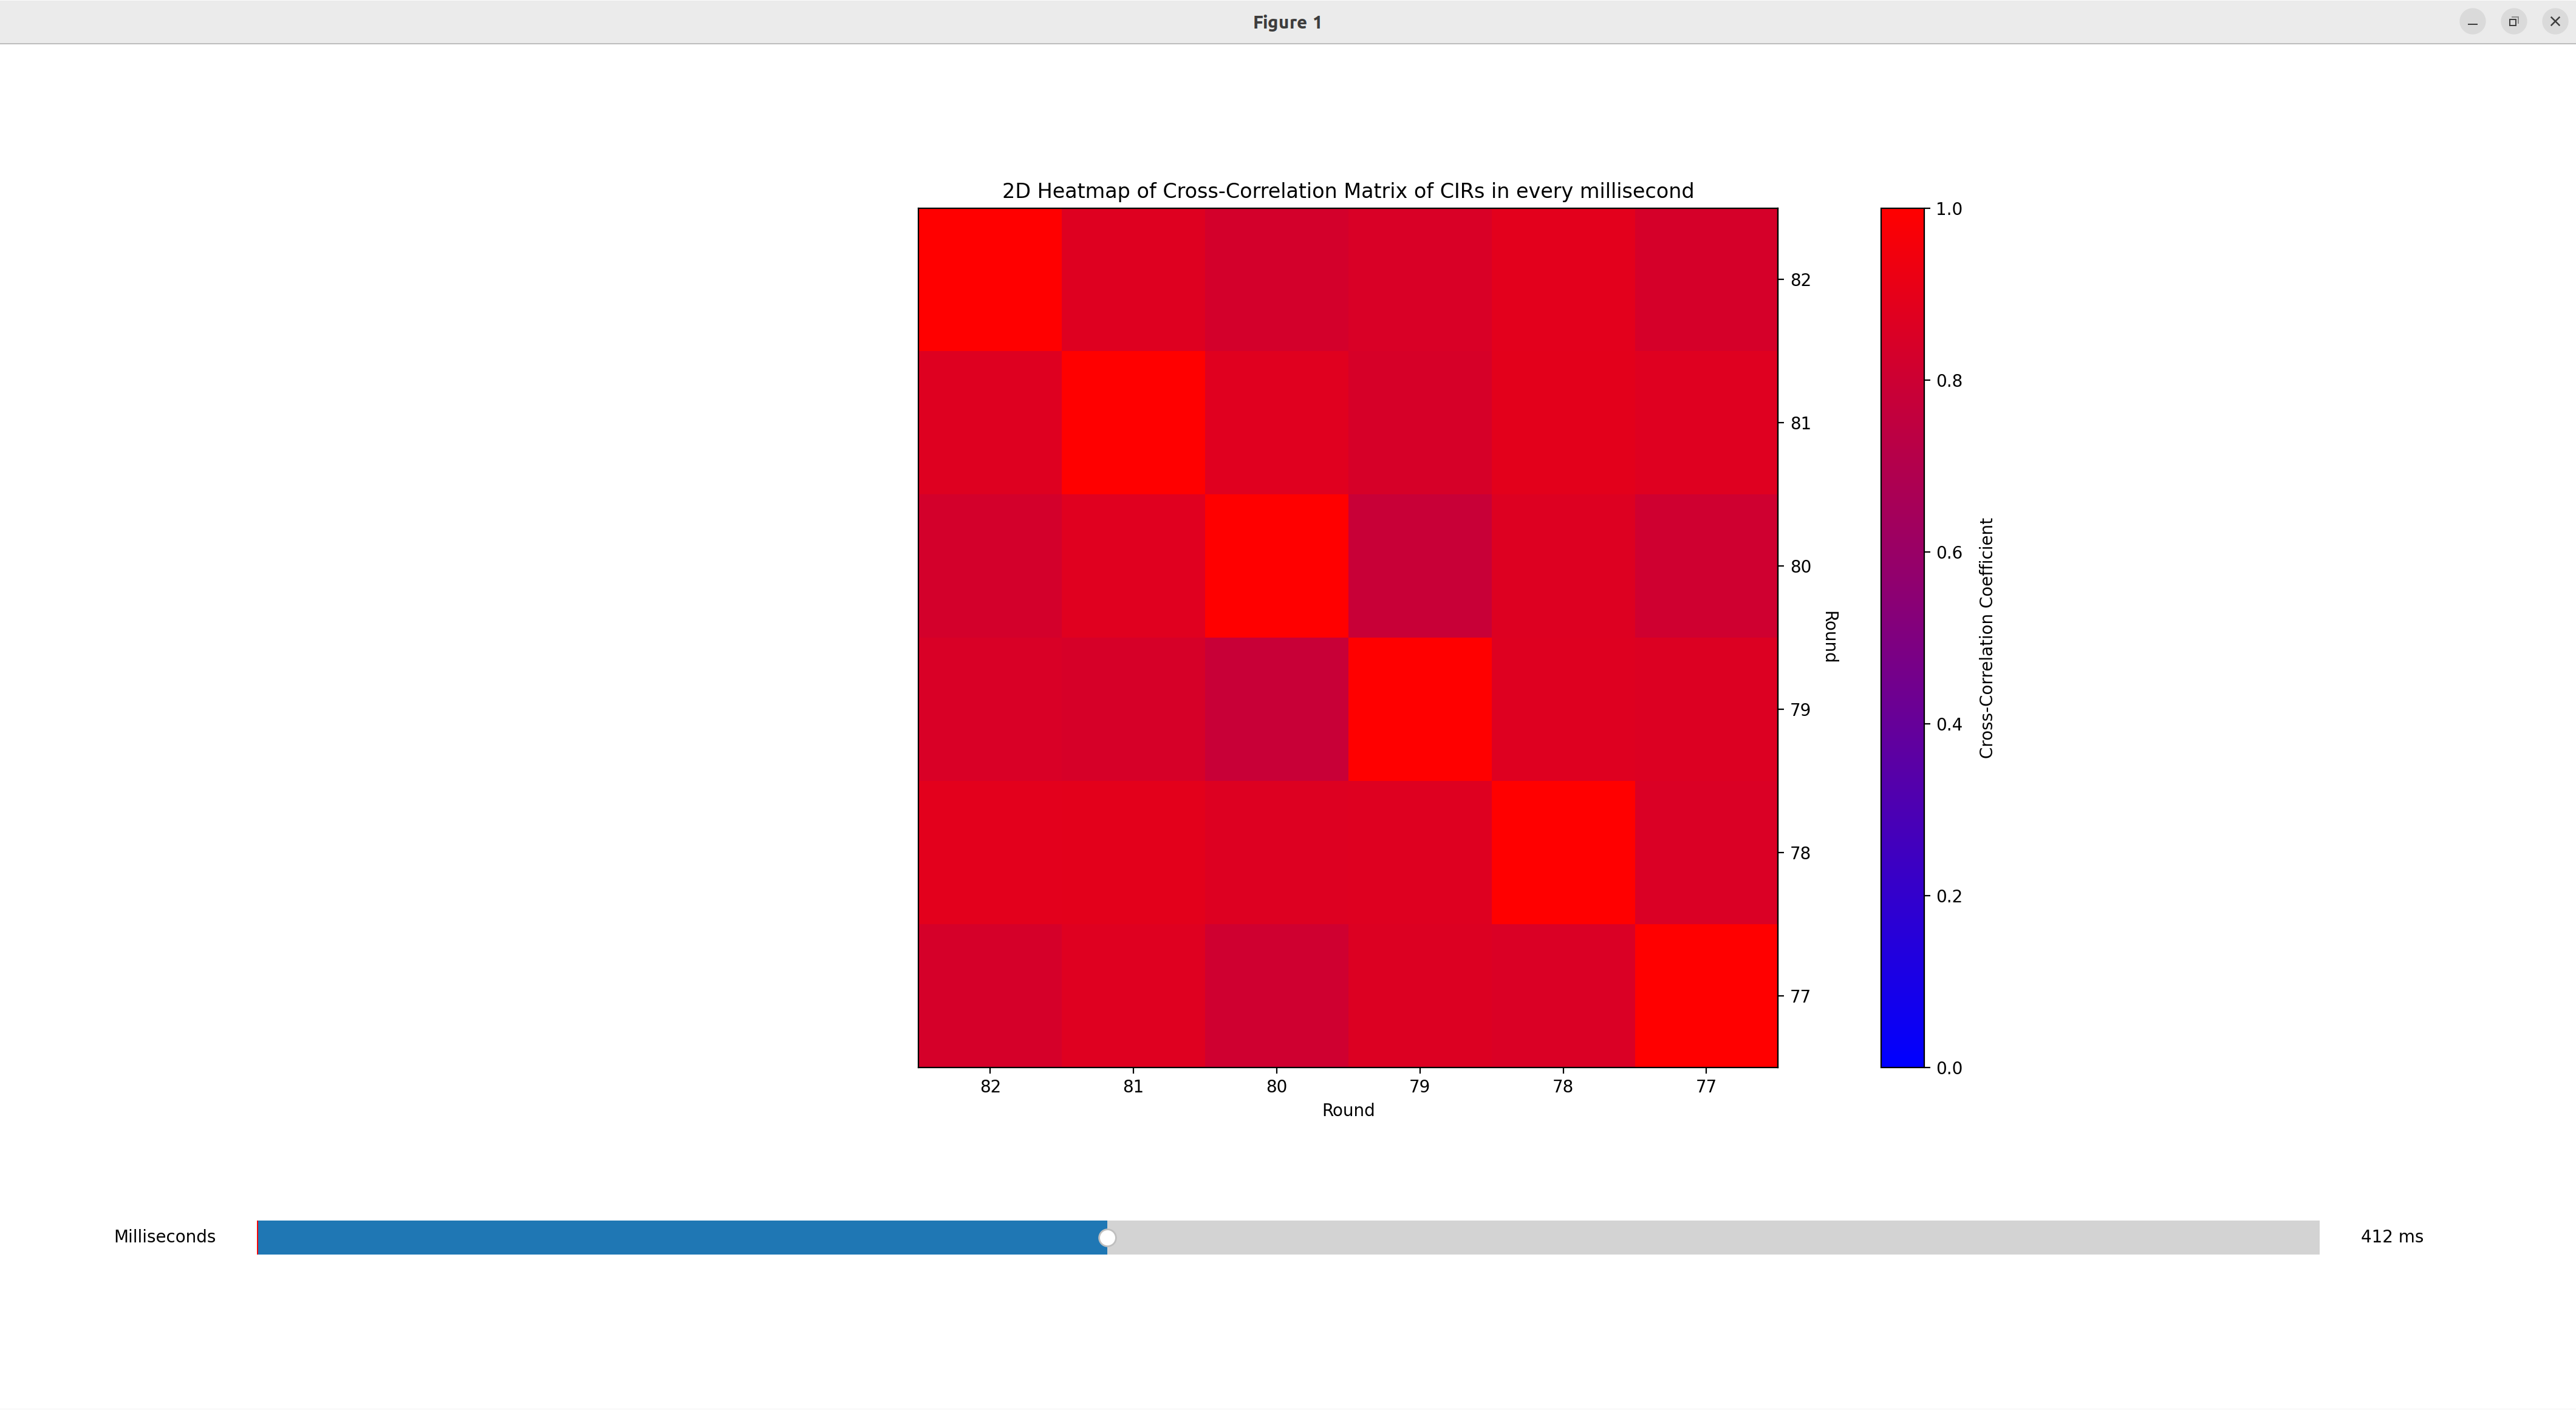 Figure 1
2D Heatmap of Cross-Correlation Matrix of CIRs in every millisecond
82
81
80
79
78
77
Round
82 81 80 79 78 77
Round
1.0
0.8
0.6
0.4
0.2
0.0
Cross-Correlation Coefficient
Milliseconds 412 ms